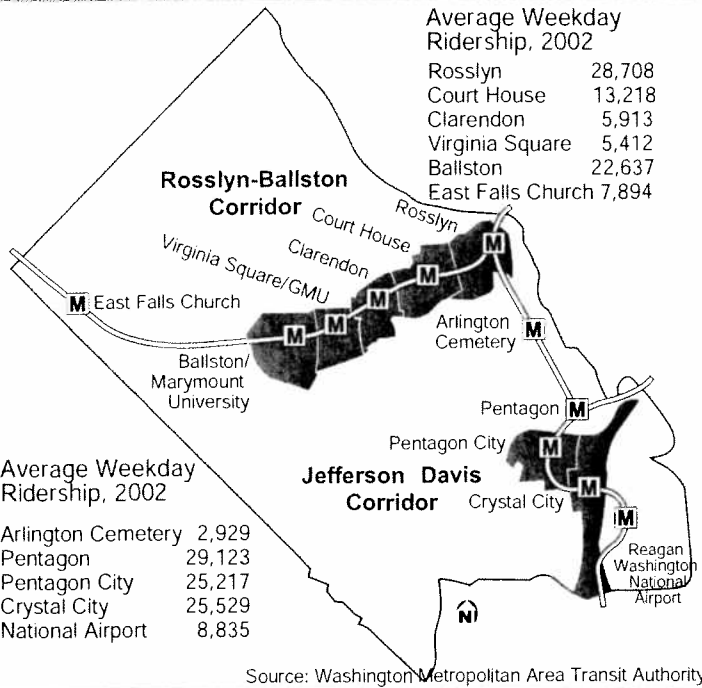 Average Weekday
Ridership, 2002
Rosslyn 28,708
Court House 13,218
Clarendon 5,913
Virginia Square 5,412
Ballston 22,637
East Falls Church 7,894
Rosslyn-Ballston
Corridor
Rosslyn
Court House
Clarendon
Virginia Square/GMU
M
M
M
M
M
M East Falls Church
Ballston/
Marymount
University
Arlington
Cemetery
M
Pentagon M
Pentagon City
M
Jefferson Davis
Corridor
Crystal City
M
M
Reagan
Washington
National
Airport
Average Weekday
Ridership, 2002
Arlington Cemetery 2,929
Pentagon 29,123
Pentagon City 25,217
Crystal City 25,529
National Airport 8,835
N
Source: Washington Metropolitan Area Transit Authority